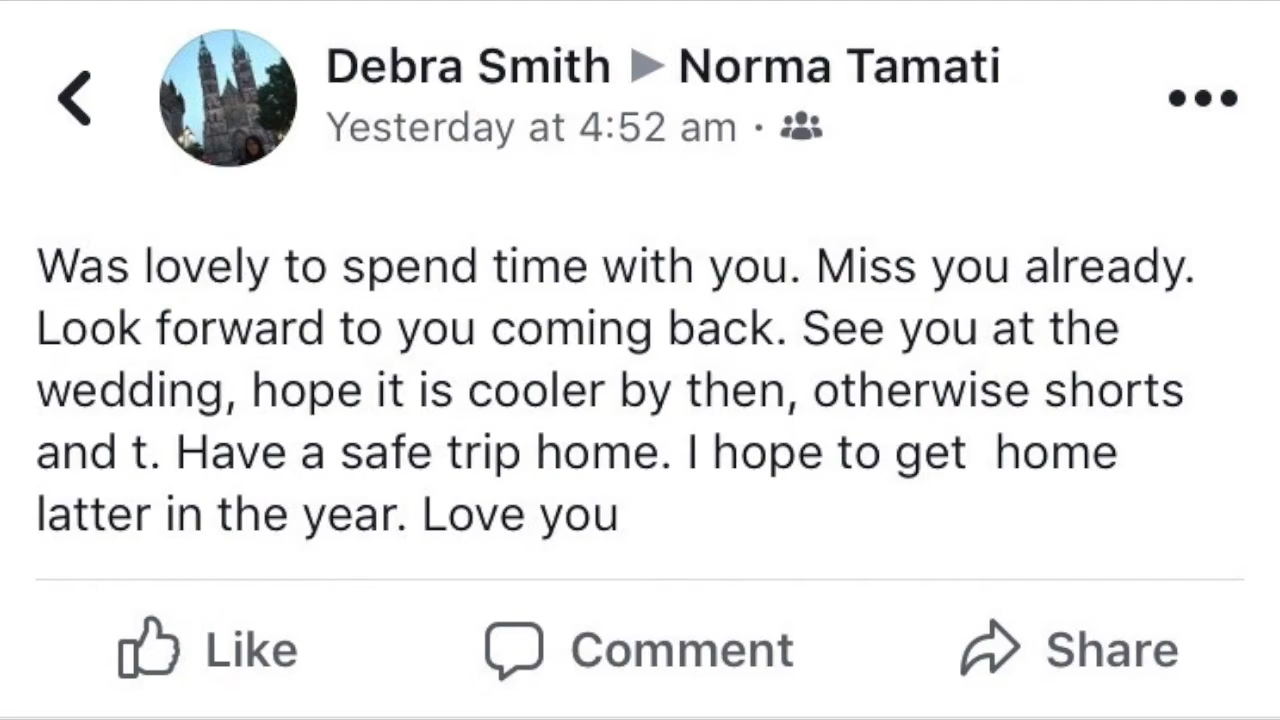 Debra Smith ▶ Norma Tamati
Yesterday at 4:52 am ·
Was lovely to spend time with you. Miss you already.
Look forward to you coming back. See you at the
wedding, hope it is cooler by then, otherwise shorts
and t. Have a safe trip home. I hope to get  home
latter in the year. Love you
Like Comment Share